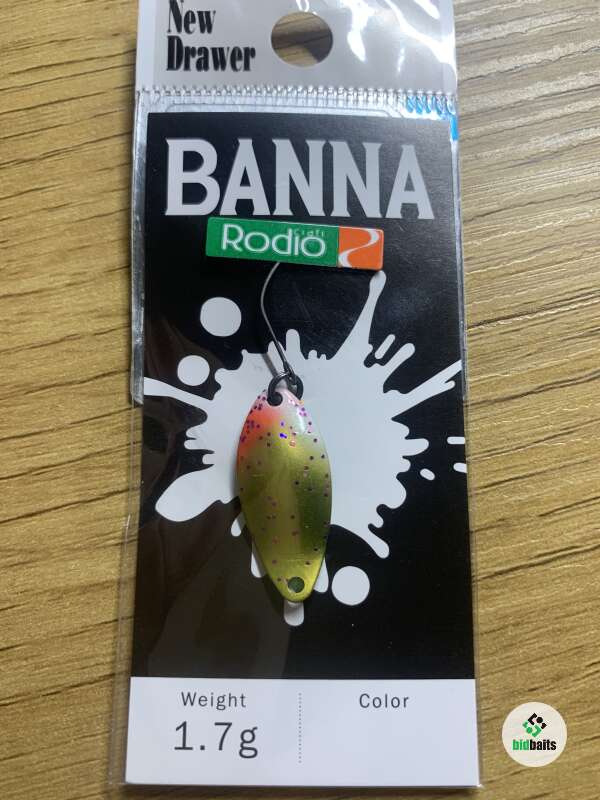 New
Drawer
BANNA
Rodio
craft
Weight
1.7g
Color
bidbaits